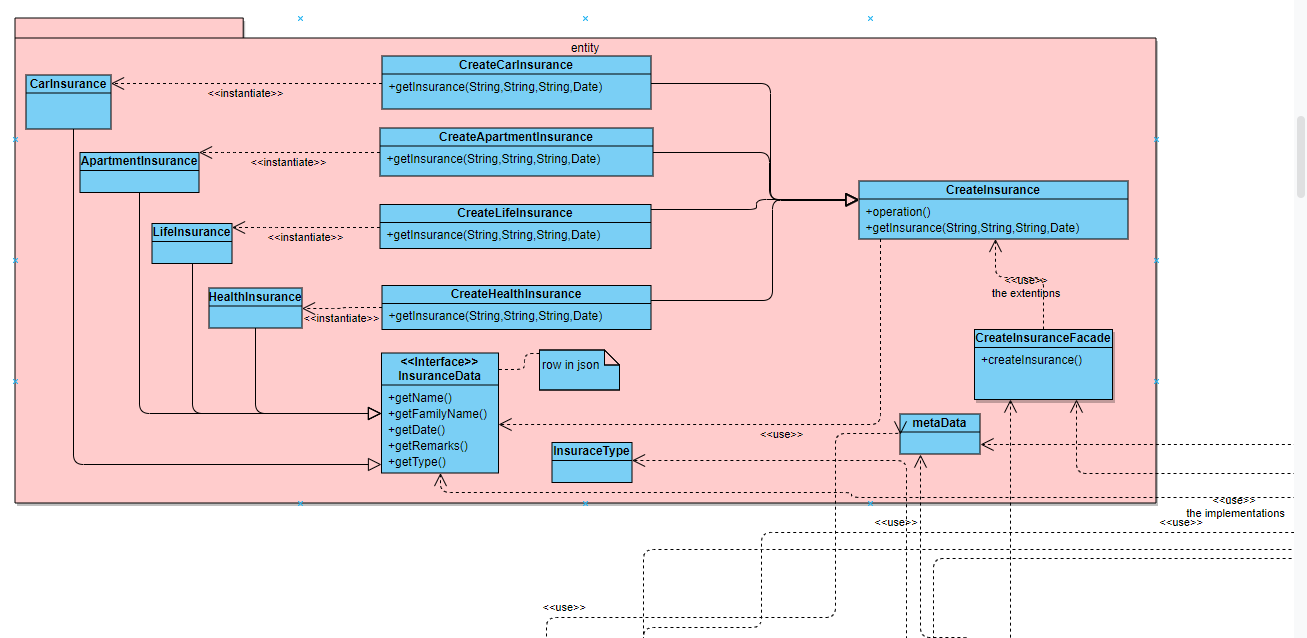 entity
CarInsurance
<<instantiate>>
CreateCarInsurance
+getInsurance(String,String,String,Date)
ApartmentInsurance
<<instantiate>>
CreateApartmentInsurance
+getInsurance(String,String,String,Date)
CreateInsurance
+operation()
+getInsurance(String,String,String,Date)
LifeInsurance
<<instantiate>>
CreateLifeInsurance
+getInsurance(String,String,String,Date)
HealthInsurance
<<instantiate>>
CreateHealthInsurance
+getInsurance(String,String,String,Date)
<<use>>
the extentions
CreateInsuranceFacade
+createInsurance()
<<Interface>>
InsuranceData
+getName()
+getFamilyName()
+getDate()
+getRemarks()
+getType()
row in json
<<use>>
metaData
InsuraceType
<<use>>
the implementations
<<use>>
<<use>>
<<use>>